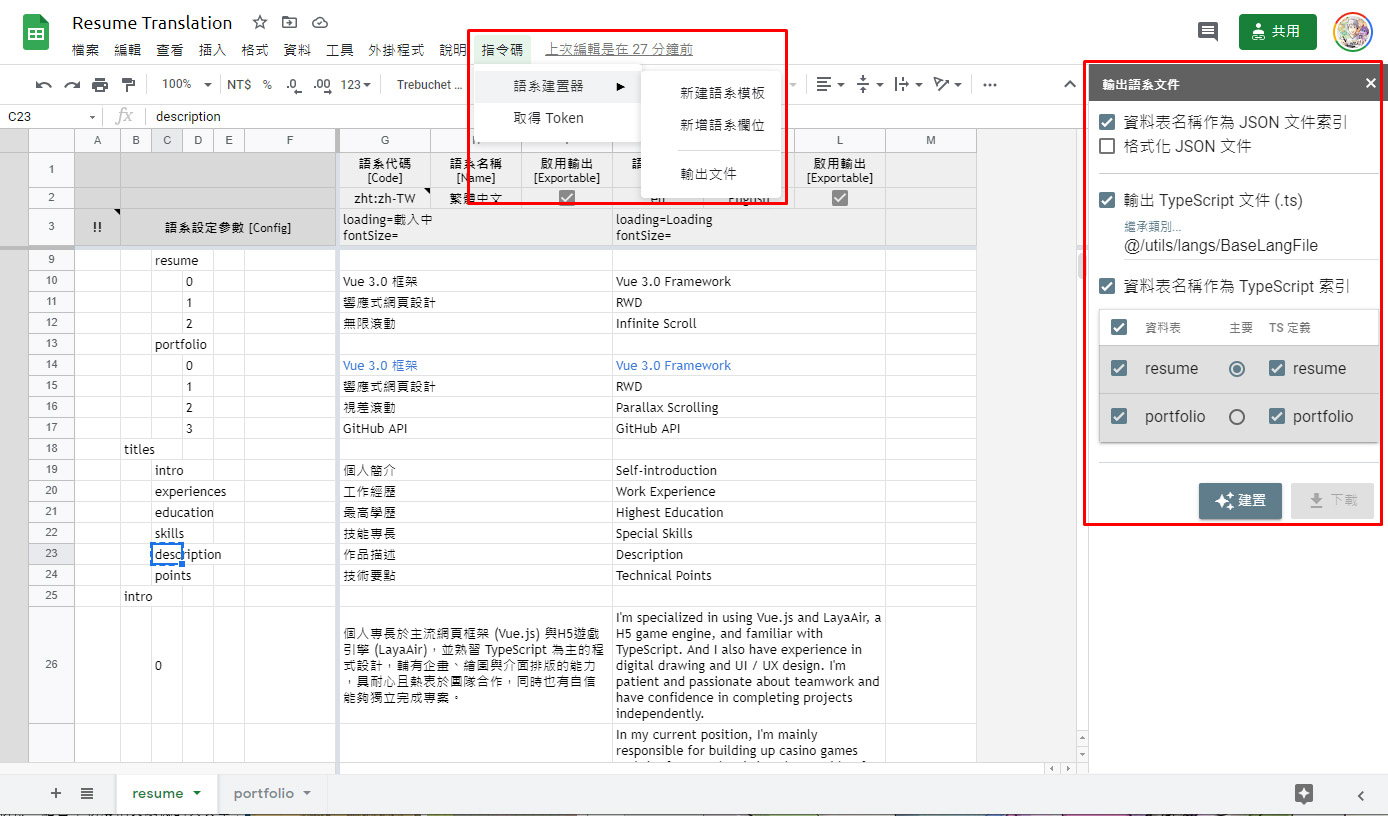 Resume Translation
檔案 編輯 查看 插入 格式 資料 工具 外掛程式 說明 指令碼 上次編輯是在 27 分鐘前
共用
100% NT$ % .0 .00 123 Trebuchet ...
語系建置器
取得 Token
新建語系模板
新增語系欄位
輸出文件
C23 fx description
A B C D E F G L M
1 語系代碼 [Code] 語系名稱 [Name] 啟用輸出 [Exportable] 啟用輸出 [Exportable]
2 zht:zh-TW 繁體中文 en English
3 !! 語系設定參數 [Config] loading=載入中 loading=Loading
fontSize= fontSize=
9 resume
10 0 Vue 3.0 框架 Vue 3.0 Framework
11 1 響應式網頁設計 RWD
12 2 無限滾動 Infinite Scroll
13 portfolio
14 0 Vue 3.0 框架 Vue 3.0 Framework
15 1 響應式網頁設計 RWD
16 2 視差滾動 Parallax Scrolling
17 3 GitHub API GitHub API
18 titles
19 intro 個人簡介 Self-introduction
20 experiences 工作經歷 Work Experience
21 education 最高學歷 Highest Education
22 skills 技能專長 Special Skills
23 description 作品描述 Description
24 points 技術要點 Technical Points
25 intro
26 0
個人專長於主流網頁框架 (Vue.js) 與H5遊戲
引擎 (LayaAir)，並熟習 TypeScript 為主的程
式設計，輔有企畫、繪圖與介面排版的能力
，具耐心且熱衷於團隊合作，同時也有自信
能夠獨立完成專案。
I'm specialized in using Vue.js and LayaAir, a
H5 game engine, and familiar with
TypeScript. And I also have experience in
digital drawing and UI / UX design. I'm
patient and passionate about teamwork and
have confidence in completing projects
independently.
In my current position, I'm mainly
responsible for building up casino games
輸出語系文件
資料表名稱作為 JSON 文件索引
格式化 JSON 文件
輸出 TypeScript 文件 (.ts)
繼承類別...
@/utils/langs/BaseLangFile
資料表名稱作為 TypeScript 索引
資料表 主要 TS 定義
resume resume
portfolio portfolio
建置 下載
resume portfolio